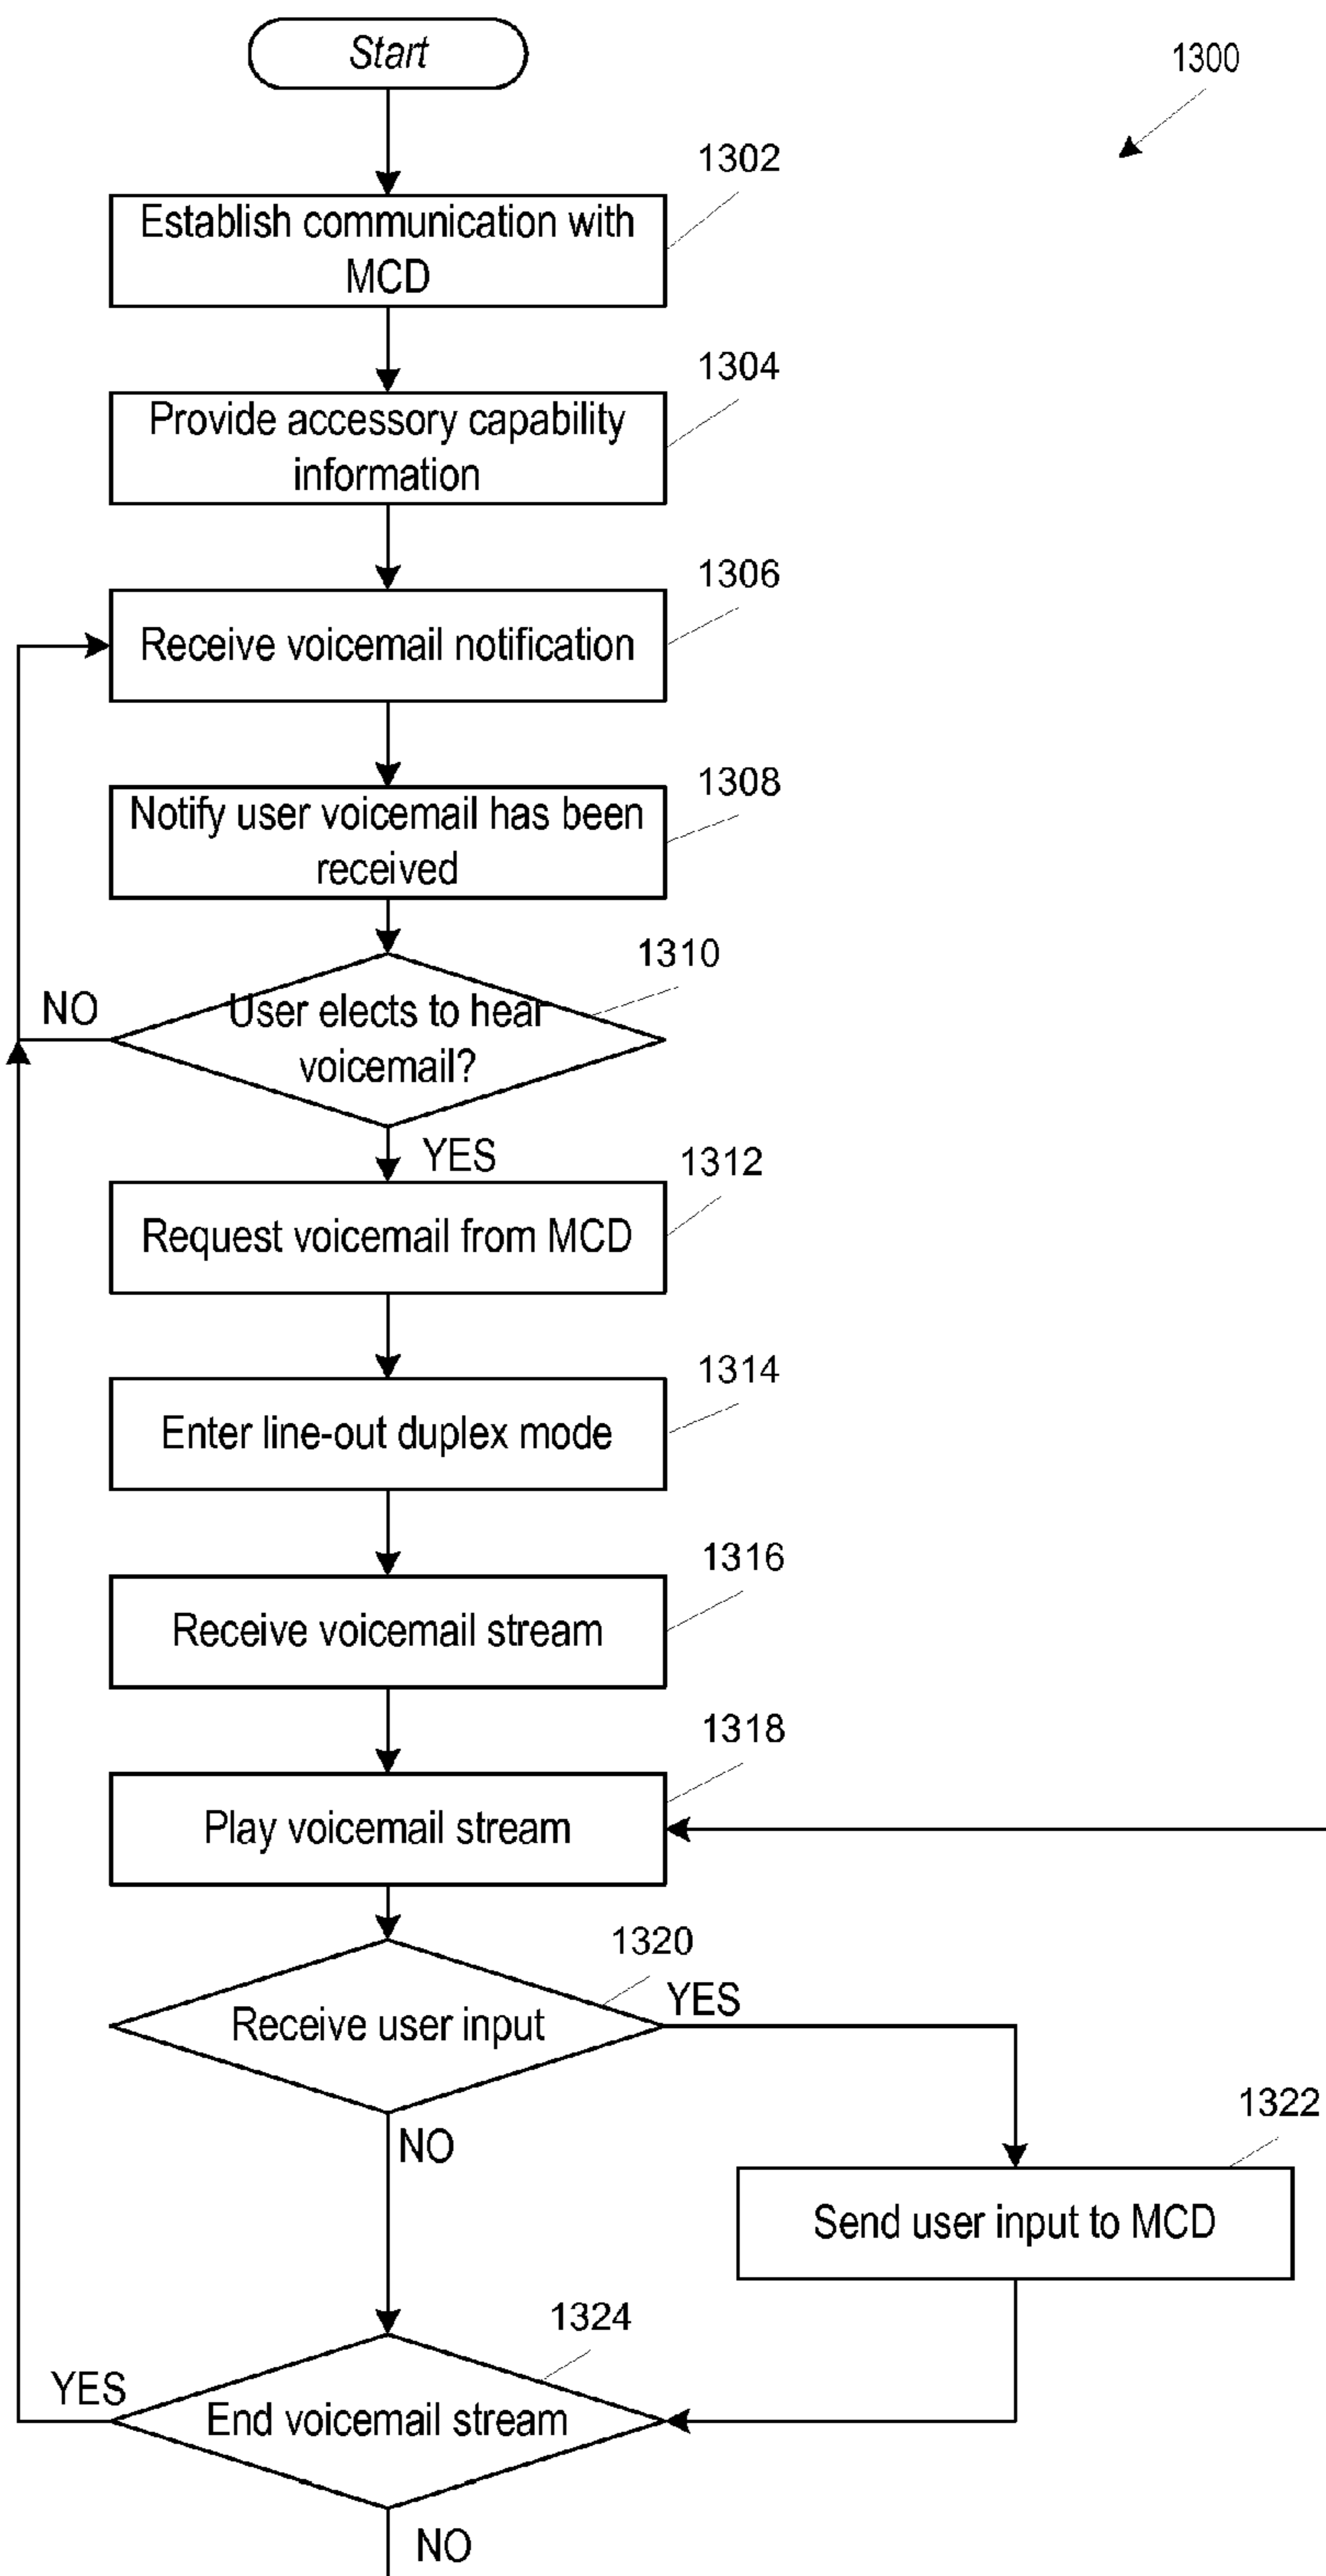 Start
1300
1302
Establish communication with
MCD
1304
Provide accessory capability
information
1306
Receive voicemail notification
1308
Notify user voicemail has been
received
1310
User elects to hear
voicemail?
NO
YES
1312
Request voicemail from MCD
1314
Enter line-out duplex mode
1316
Receive voicemail stream
1318
Play voicemail stream
1320
Receive user input
YES
NO
1322
Send user input to MCD
1324
End voicemail stream
YES
NO